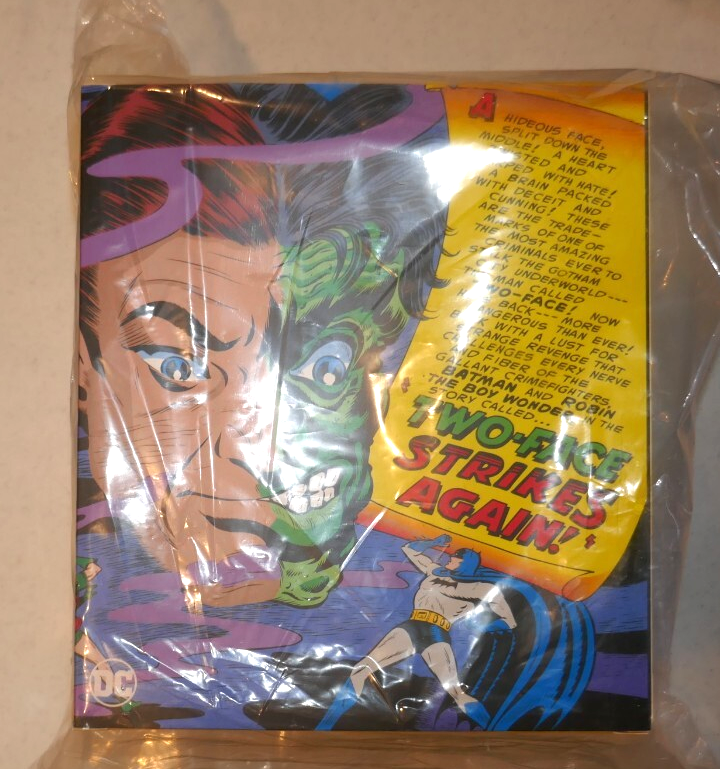 A
HIDEOUS FACE,
SPLIT DOWN THE
MIDDLE! A HEART
AND
WITH HATE!
A BRAIN PACKED
WITH DECEIT AND
CUNNING! THESE
ARE THE TRADE-
MARKS OF ONE OF
THE MOST AMAZING
CRIMINALS EVER TO
THE GOTHAM
UNDERWORLD---
MAN CALLED
TWO-FACE! NOW
BACK--- MORE
DANGEROUS THAN EVER!
WITH A LUST FOR
STRANGE REVENGE THAT
CHALLENGES EVERY NERVE
AND FIBER OF THE
GALLANT CRIMEFIGHTERS,
BATMAN AND ROBIN
THE BOY WONDER IN THE
STORY CALLED...
TWO-FACE
STRIKES
AGAIN!
DC